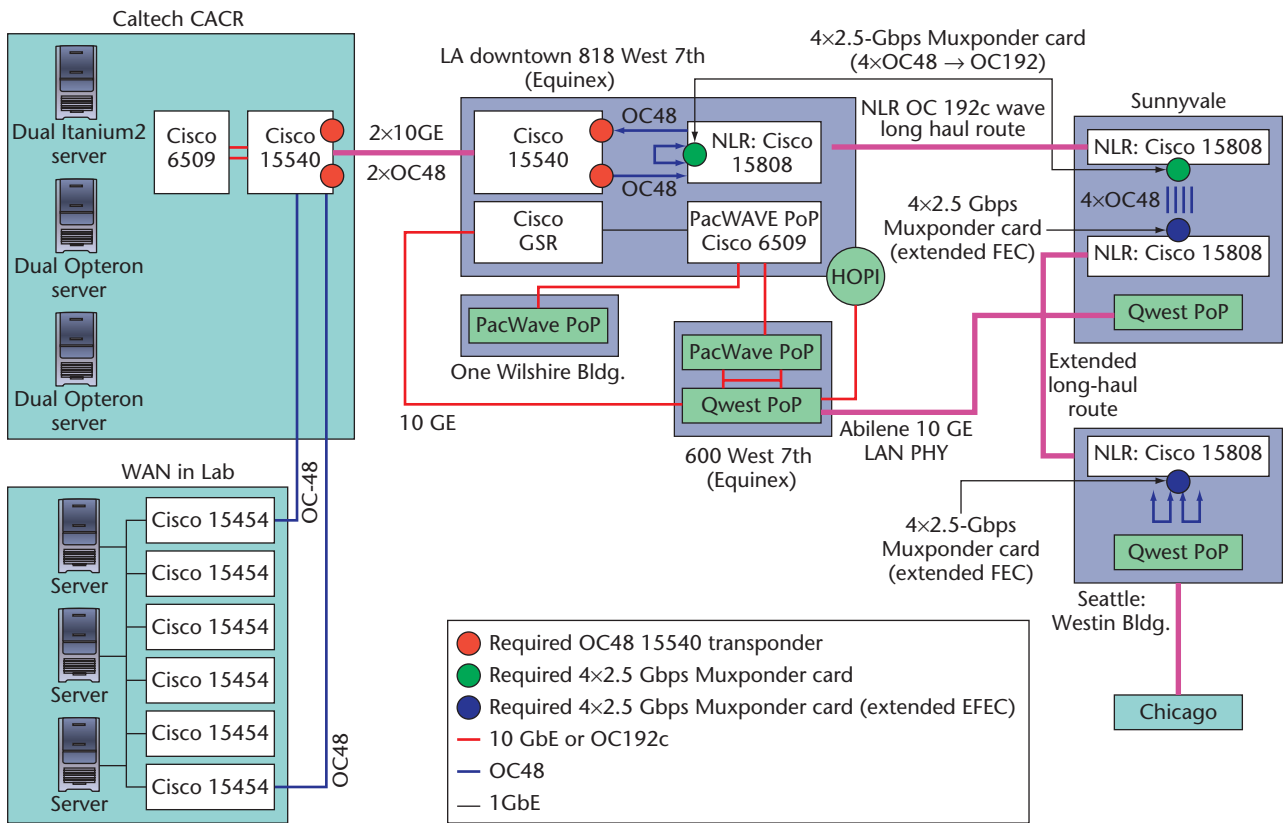 Caltech CACR
Dual Itanium2
server
Dual Opteron
server
Dual Opteron
server
Cisco
6509
Cisco
15540
2×10GE
2×OC48
LA downtown 818 West 7th
(Equinex)
Cisco
15540
OC48
OC48
NLR: Cisco
15808
Cisco
GSR
PacWAVE PoP
Cisco 6509
HOPI
4×2.5-Gbps Muxponder card
(4×OC48 → OC192)
NLR OC 192c wave
long haul route
Sunnyvale
NLR: Cisco 15808
4×OC48
4×2.5 Gbps
Muxponder card
(extended FEC)
NLR: Cisco 15808
Qwest PoP
PacWave PoP
One Wilshire Bldg.
PacWave PoP
Qwest PoP
600 West 7th
(Equinex)
10 GE
Abilene 10 GE
LAN PHY
Extended
long-haul
route
NLR: Cisco 15808
4×2.5-Gbps
Muxponder card
(extended FEC)
Qwest PoP
Seattle:
Westin Bldg.
Chicago
WAN in Lab
OC-48
OC48
Server
Server
Server
Cisco 15454
Cisco 15454
Cisco 15454
Cisco 15454
Cisco 15454
Cisco 15454
Required OC48 15540 transponder
Required 4×2.5 Gbps Muxponder card
Required 4×2.5 Gbps Muxponder card (extended EFEC)
10 GbE or OC192c
OC48
1GbE